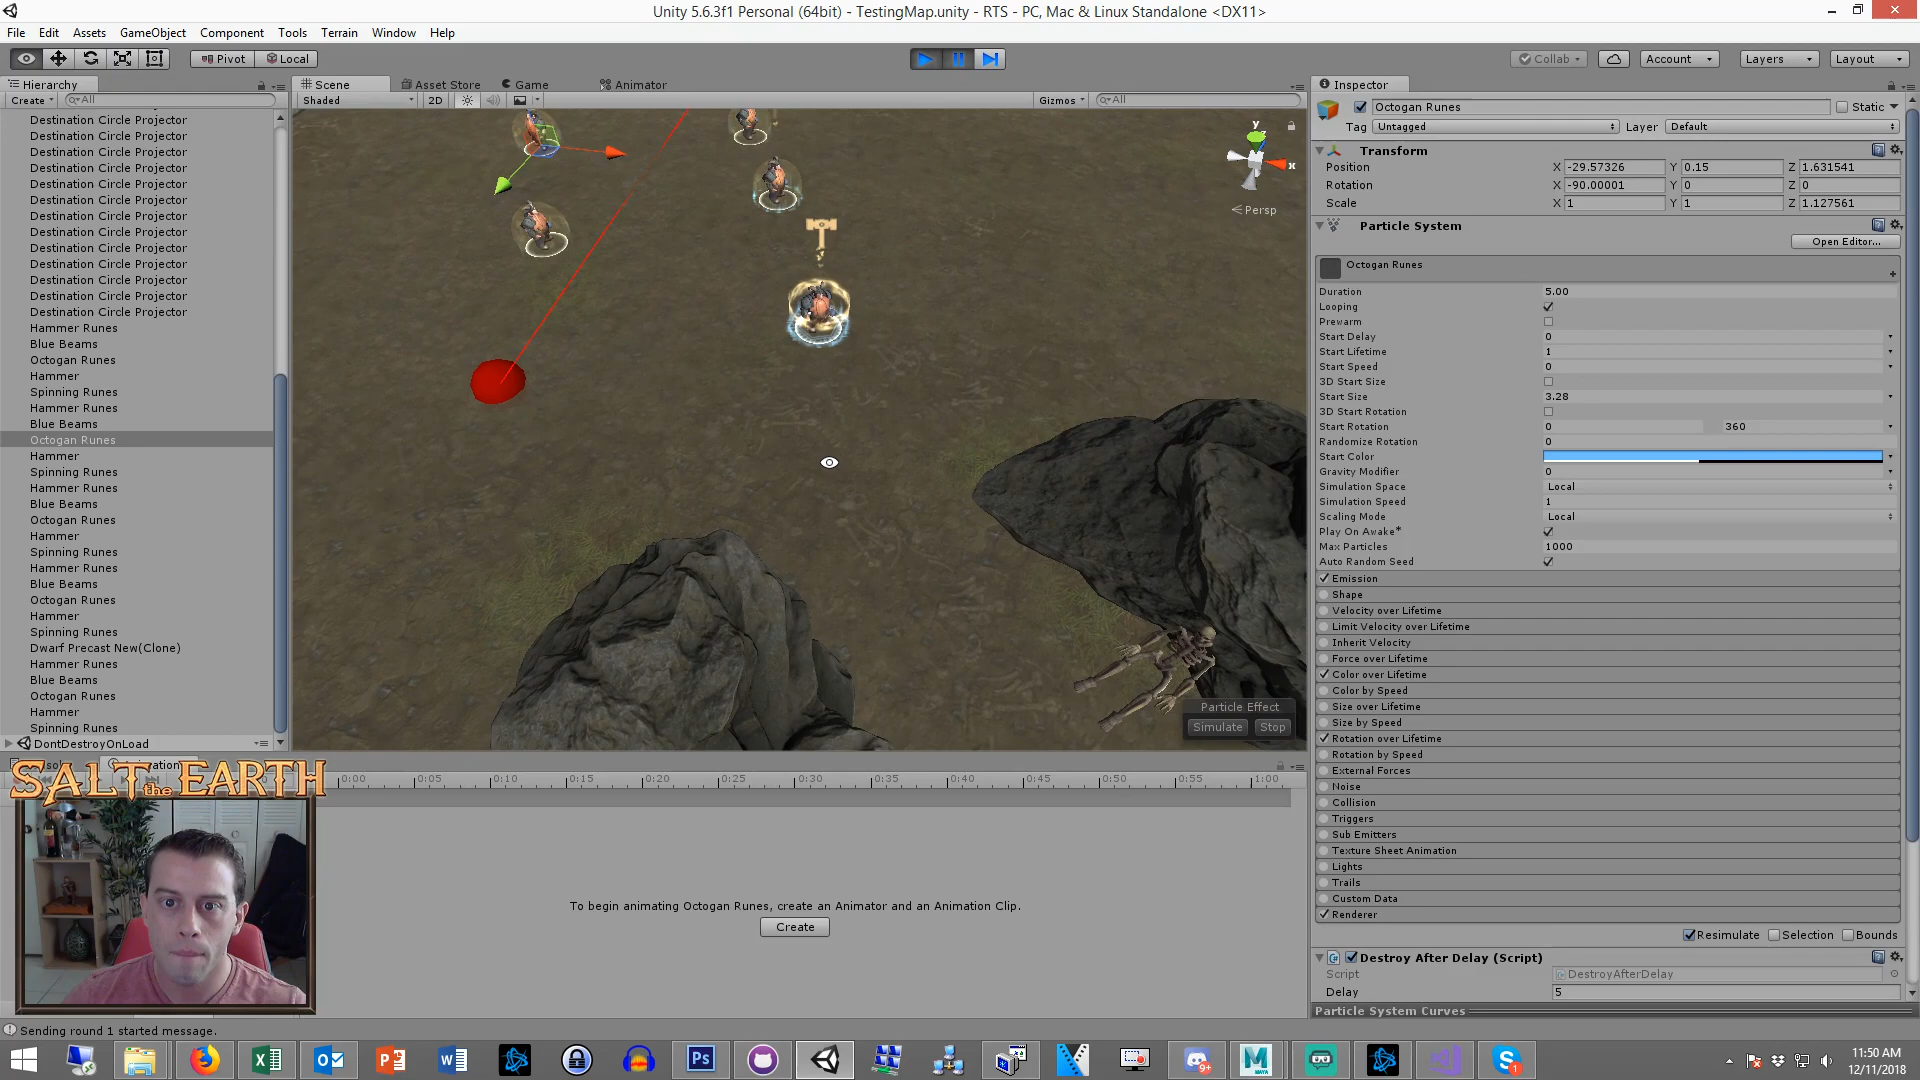 Unity 5.6.3f1 Personal (64bit) - TestingMap.unity - RTS - PC, Mac & Linux Standalone <DX11>
File Edit Assets GameObject Component Tools Terrain Window Help
Pivot Local Collab Account Layers Layout
Hierarchy
Create All
Destination Circle Projector
Destination Circle Projector
Destination Circle Projector
Destination Circle Projector
Destination Circle Projector
Destination Circle Projector
Destination Circle Projector
Destination Circle Projector
Destination Circle Projector
Destination Circle Projector
Destination Circle Projector
Destination Circle Projector
Destination Circle Projector
Hammer Runes
Blue Beams
Octogan Runes
Hammer
Spinning Runes
Hammer Runes
Blue Beams
Octogan Runes
Hammer
Spinning Runes
Hammer Runes
Blue Beams
Octogan Runes
Hammer
Spinning Runes
Hammer Runes
Blue Beams
Octogan Runes
Hammer
Spinning Runes
Dwarf Precast New(Clone)
Hammer Runes
Blue Beams
Octogan Runes
Hammer
Spinning Runes
DontDestroyOnLoad
Scene Asset Store Game Animator
Shaded 2D Gizmos All
y
x
Persp
Particle Effect
Simulate Stop
SALT the EARTH
0:00 0:05 0:10 0:15 0:20 0:25 0:30 0:35 0:40 0:45 0:50 0:55 1:00
To begin animating Octogan Runes, create an Animator and an Animation Clip.
Create
Inspector
Octogan Runes Static
Tag Untagged Layer Default
Transform
Position X -29.57326 Y 0.15 Z 1.631541
Rotation X -90.00001 Y 0 Z 0
Scale X 1 Y 1 Z 1.127561
Particle System
Open Editor...
Octogan Runes
Duration 5.00
Looping
Prewarm
Start Delay 0
Start Lifetime 1
Start Speed 0
3D Start Size
Start Size 3.28
3D Start Rotation
Start Rotation 0 360
Randomize Rotation 0
Start Color
Gravity Modifier 0
Simulation Space Local
Simulation Speed 1
Scaling Mode Local
Play On Awake*
Max Particles 1000
Auto Random Seed
Emission
Shape
Velocity over Lifetime
Limit Velocity over Lifetime
Inherit Velocity
Force over Lifetime
Color over Lifetime
Color by Speed
Size over Lifetime
Size by Speed
Rotation over Lifetime
Rotation by Speed
External Forces
Noise
Collision
Triggers
Sub Emitters
Texture Sheet Animation
Lights
Trails
Custom Data
Renderer
Resimulate Selection Bounds
Destroy After Delay (Script)
Script DestroyAfterDelay
Delay 5
Particle System Curves
Sending round 1 started message.
11:50 AM
12/11/2018